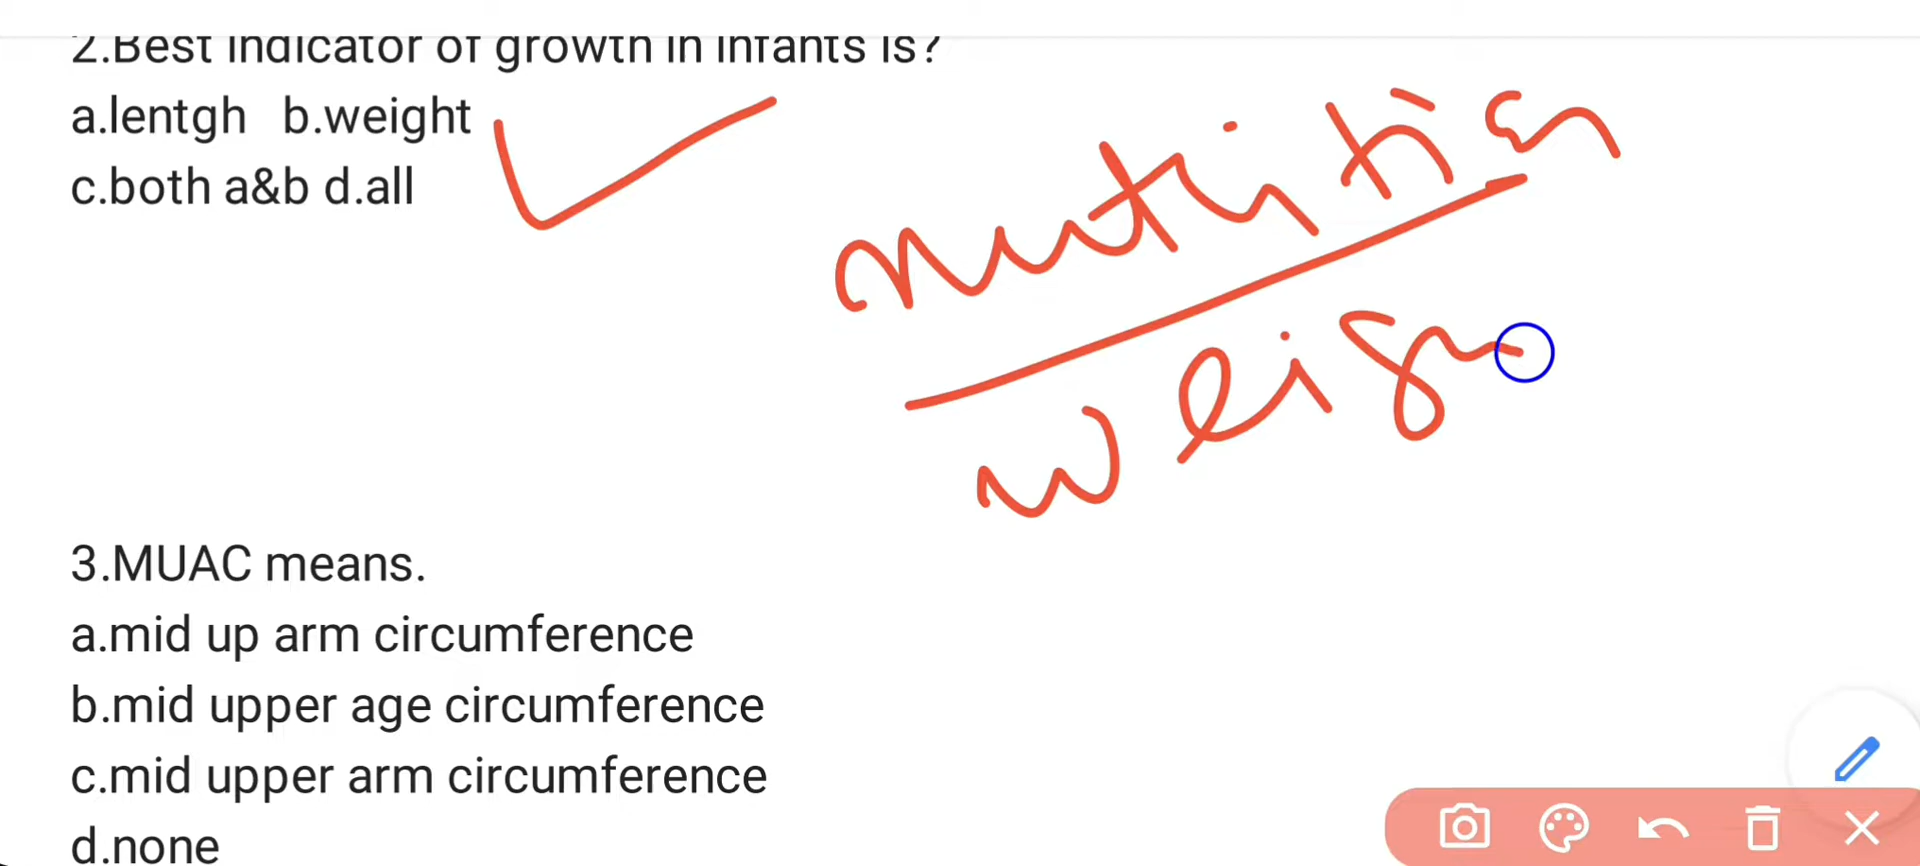 2.Best indicator of growth in infants is?
a.lentgh b.weight
c.both a&b d.all
nutrition
weig
3.MUAC means.
a.mid up arm circumference
b.mid upper age circumference
c.mid upper arm circumference
d.none